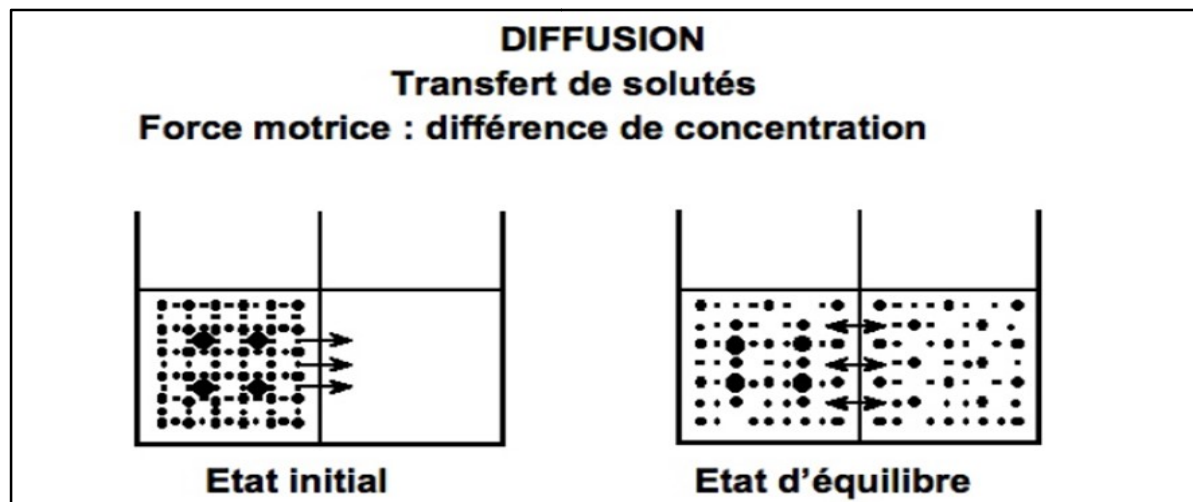 DIFFUSION
Transfert de solutés
Force motrice : différence de concentration
Etat initial
Etat d'équilibre